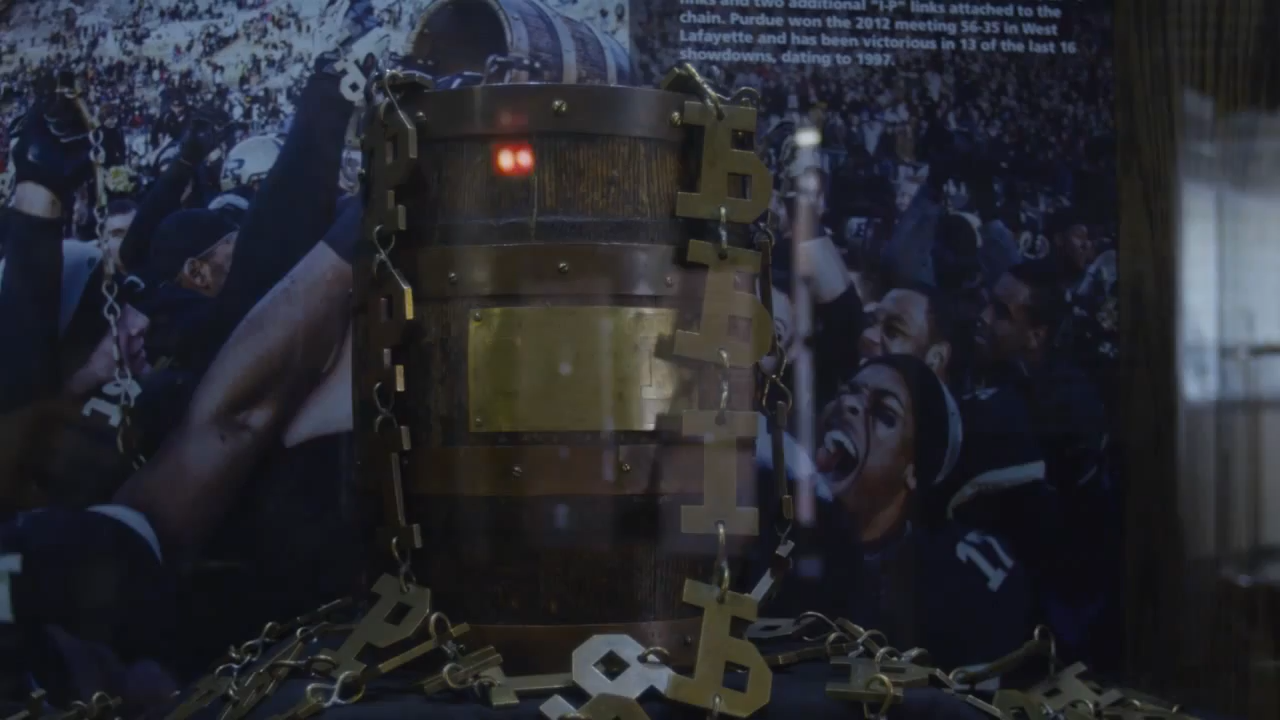 links and two additional "I-P" links attached to the
chain. Purdue won the 2012 meeting 56-35 in West
Lafayette and has been victorious in 13 of the last 16
showdowns, dating to 1997.
P
P
I
P
P
17